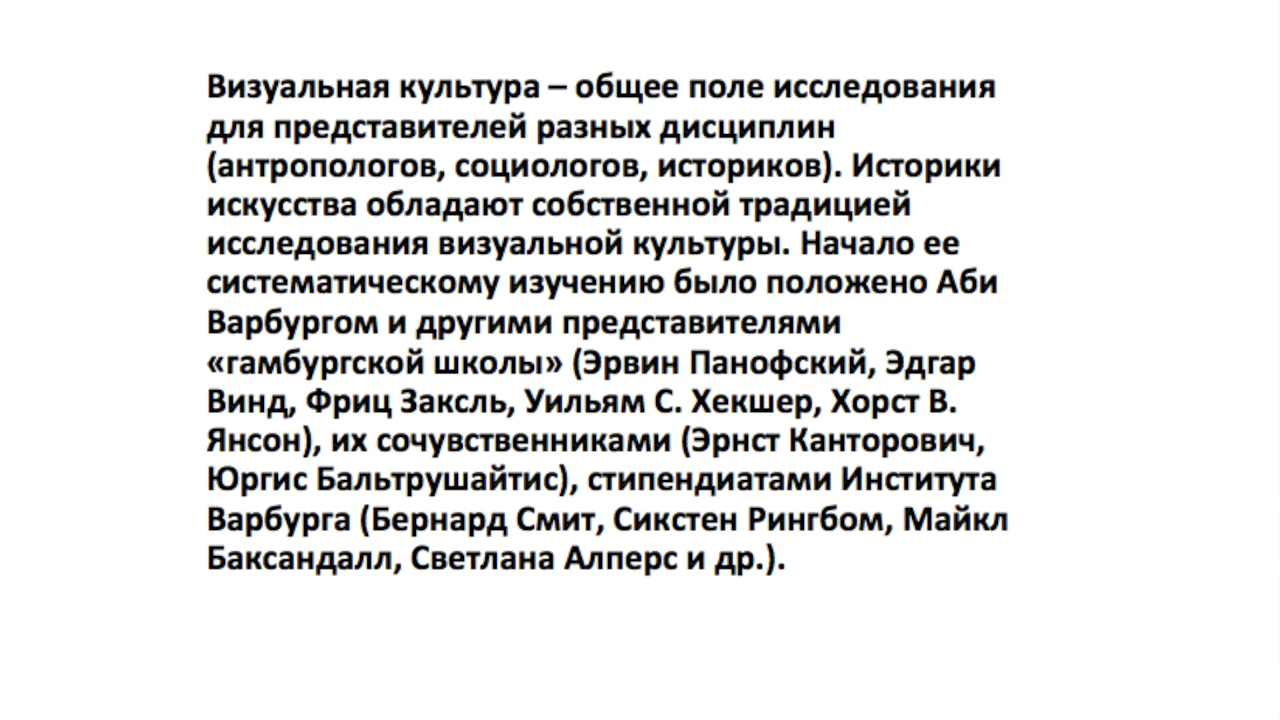 Визуальная культура – общее поле исследования
для представителей разных дисциплин
(антропологов, социологов, историков). Историки
искусства обладают собственной традицией
исследования визуальной культуры. Начало ее
систематическому изучению было положено Аби
Варбургом и другими представителями
«гамбургской школы» (Эрвин Панофский, Эдгар
Винд, Фриц Заксль, Уильям С. Хекшер, Хорст В.
Янсон), их сочувственниками (Эрнст Канторович,
Юргис Бальтрушайтис), стипендиатами Института
Варбурга (Бернард Смит, Сикстен Рингбом, Майкл
Баксандалл, Светлана Алперс и др.).